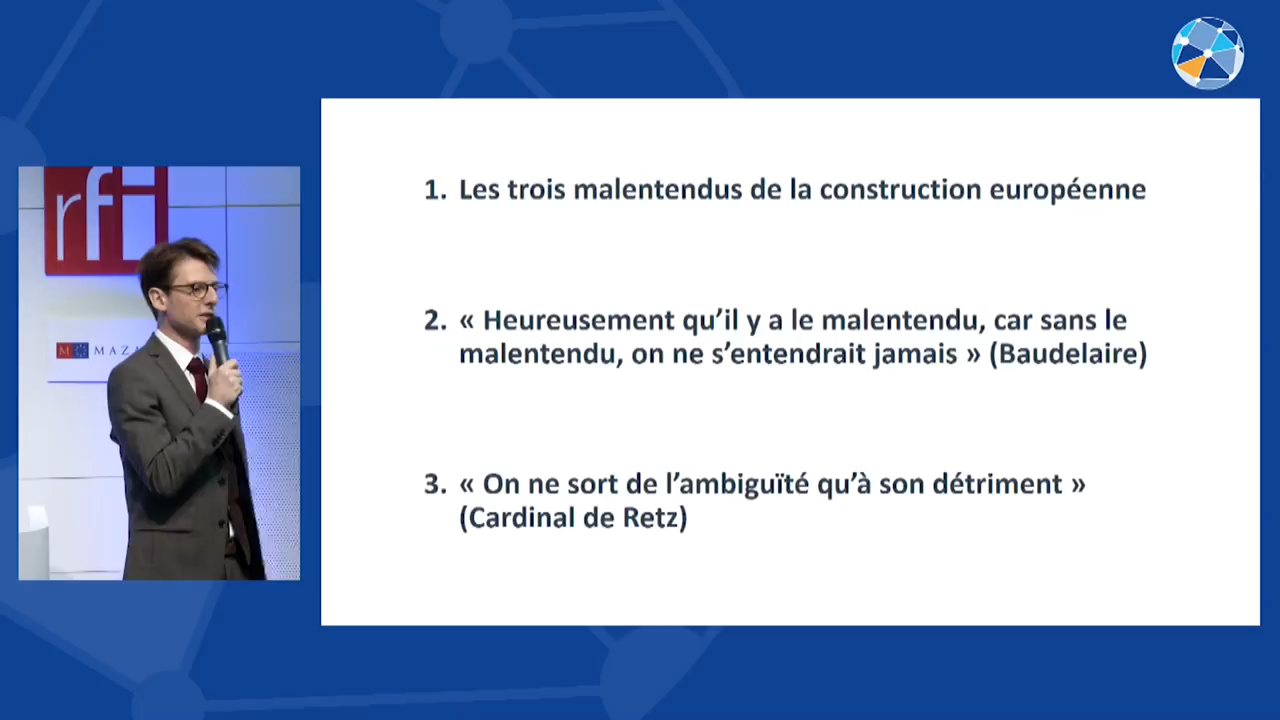 rfi
M MAZA
1. Les trois malentendus de la construction européenne
2. « Heureusement qu’il y a le malentendu, car sans le
malentendu, on ne s’entendrait jamais » (Baudelaire)
3. « On ne sort de l’ambiguïté qu’à son détriment »
(Cardinal de Retz)